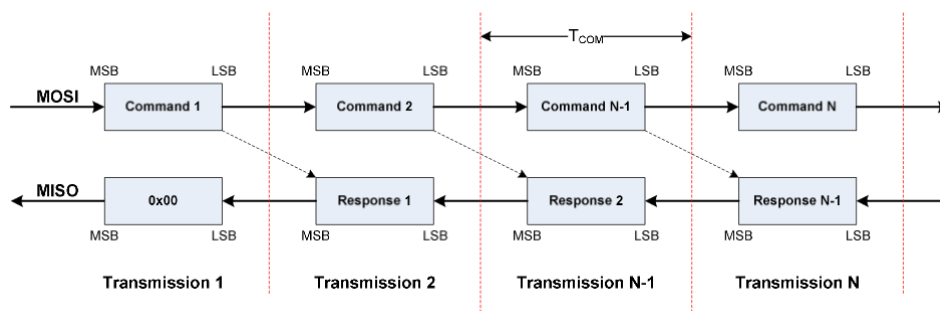 T_COM
MSB LSB MSB LSB MSB LSB MSB LSB
MOSI Command 1 Command 2 Command N-1 Command N
MISO 0x00 Response 1 Response 2 Response N-1
MSB LSB MSB LSB MSB LSB MSB LSB
Transmission 1 Transmission 2 Transmission N-1 Transmission N